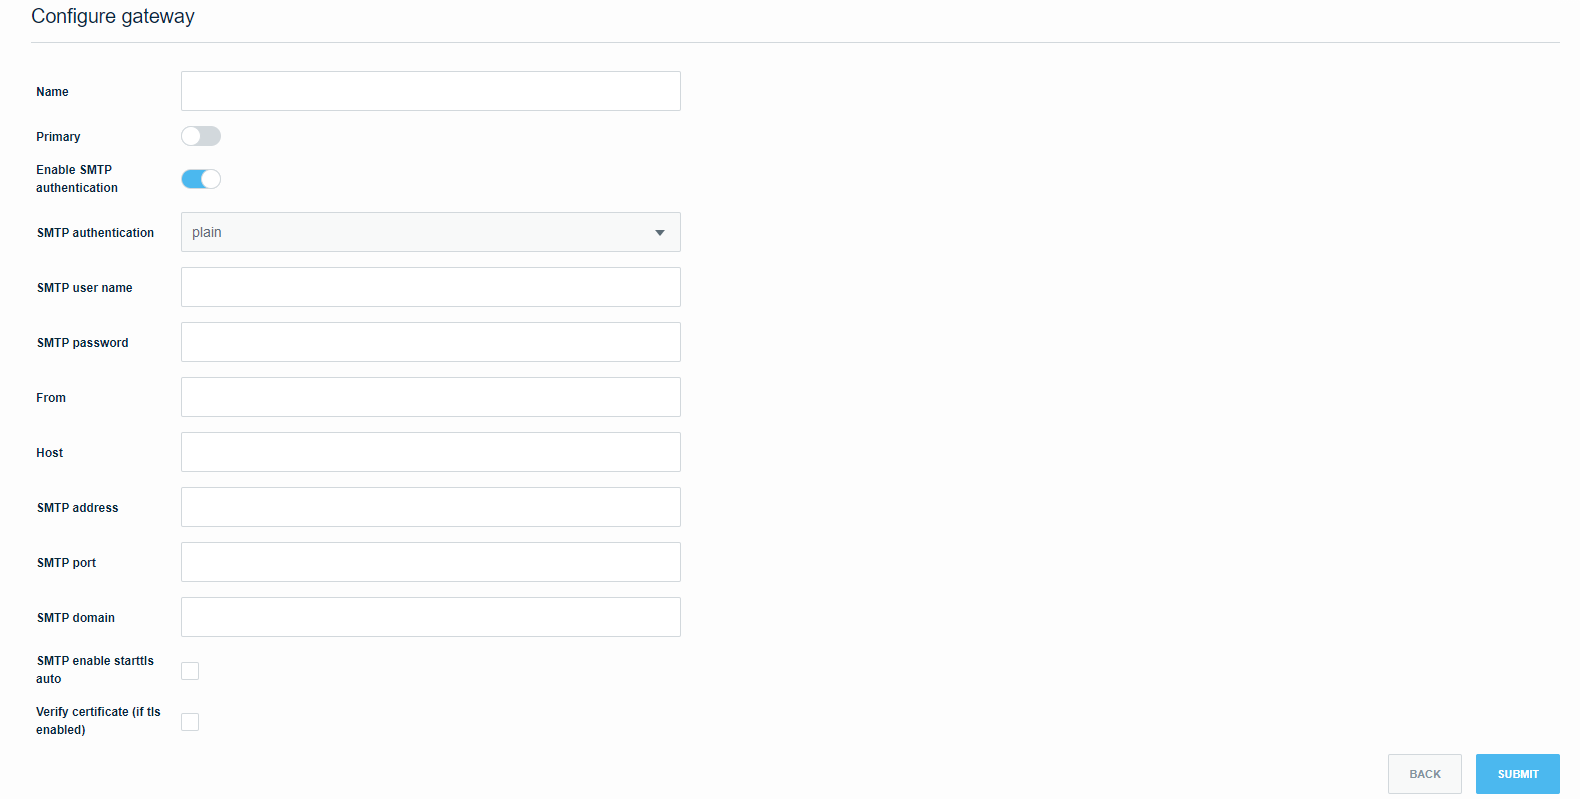 Configure gateway
Name
Primary
Enable SMTP
authentication
SMTP authentication
plain
SMTP user name
SMTP password
From
Host
SMTP address
SMTP port
SMTP domain
SMTP enable starttls
auto
Verify certificate (if tls
enabled)
BACK
SUBMIT